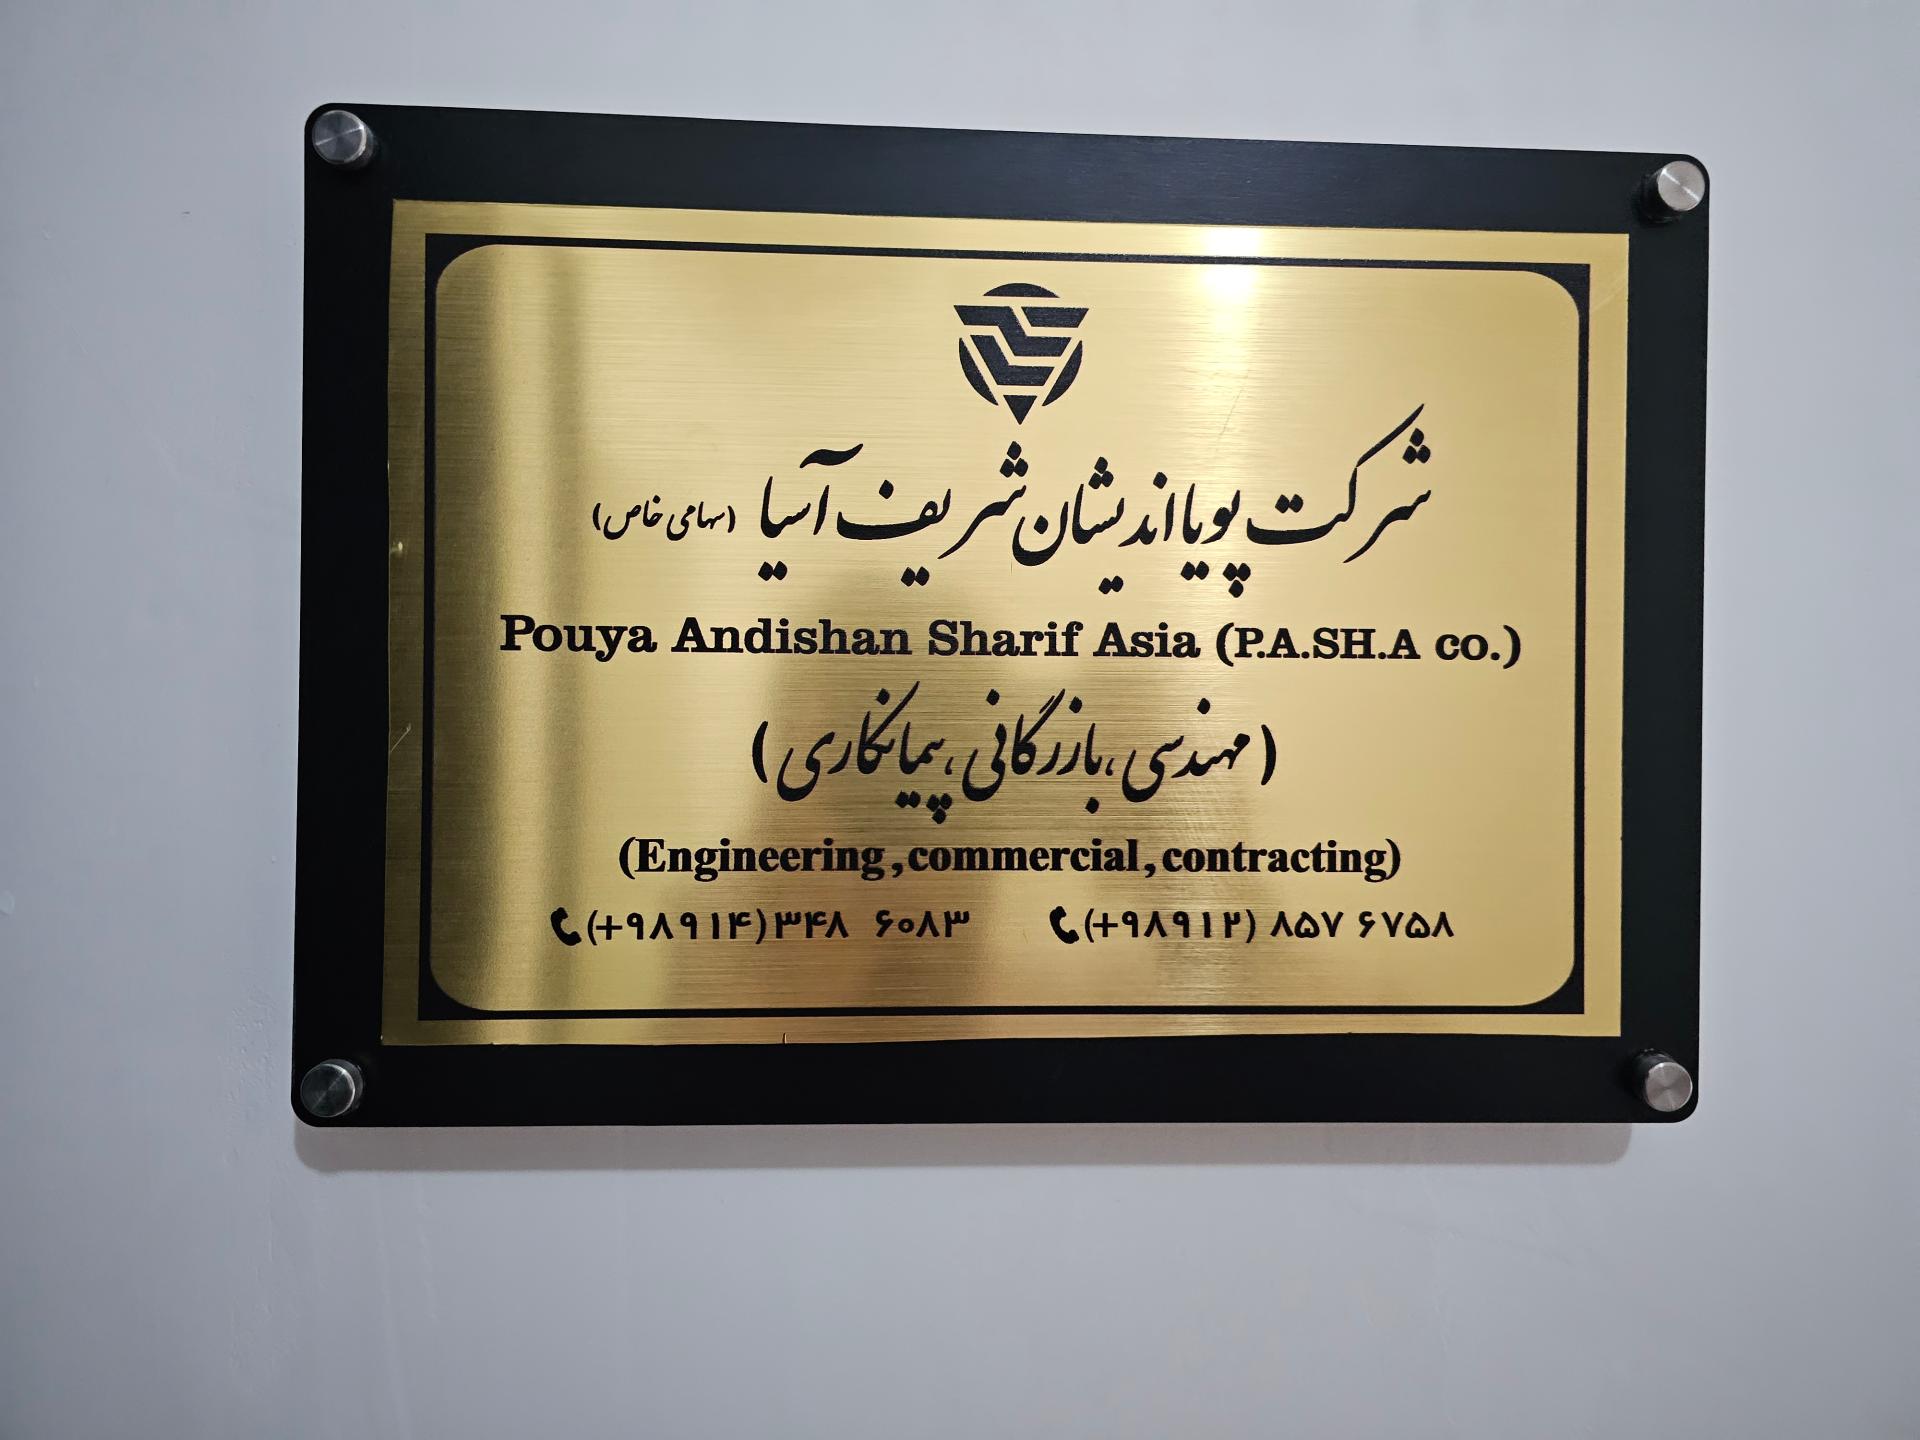 شرکت پویا اندیشان شریف آسیا (سهامی خاص)
Pouya Andishan Sharif Asia (P.A.SH.A co.)
(مهندسی، بازرگانی، پیمانکاری)
(Engineering, commercial, contracting)
(+۹۸۹۱۴)۳۴۸ ۶۰۸۳ (+۹۸۹۱۲) ۸۵۷ ۶۷۵۸